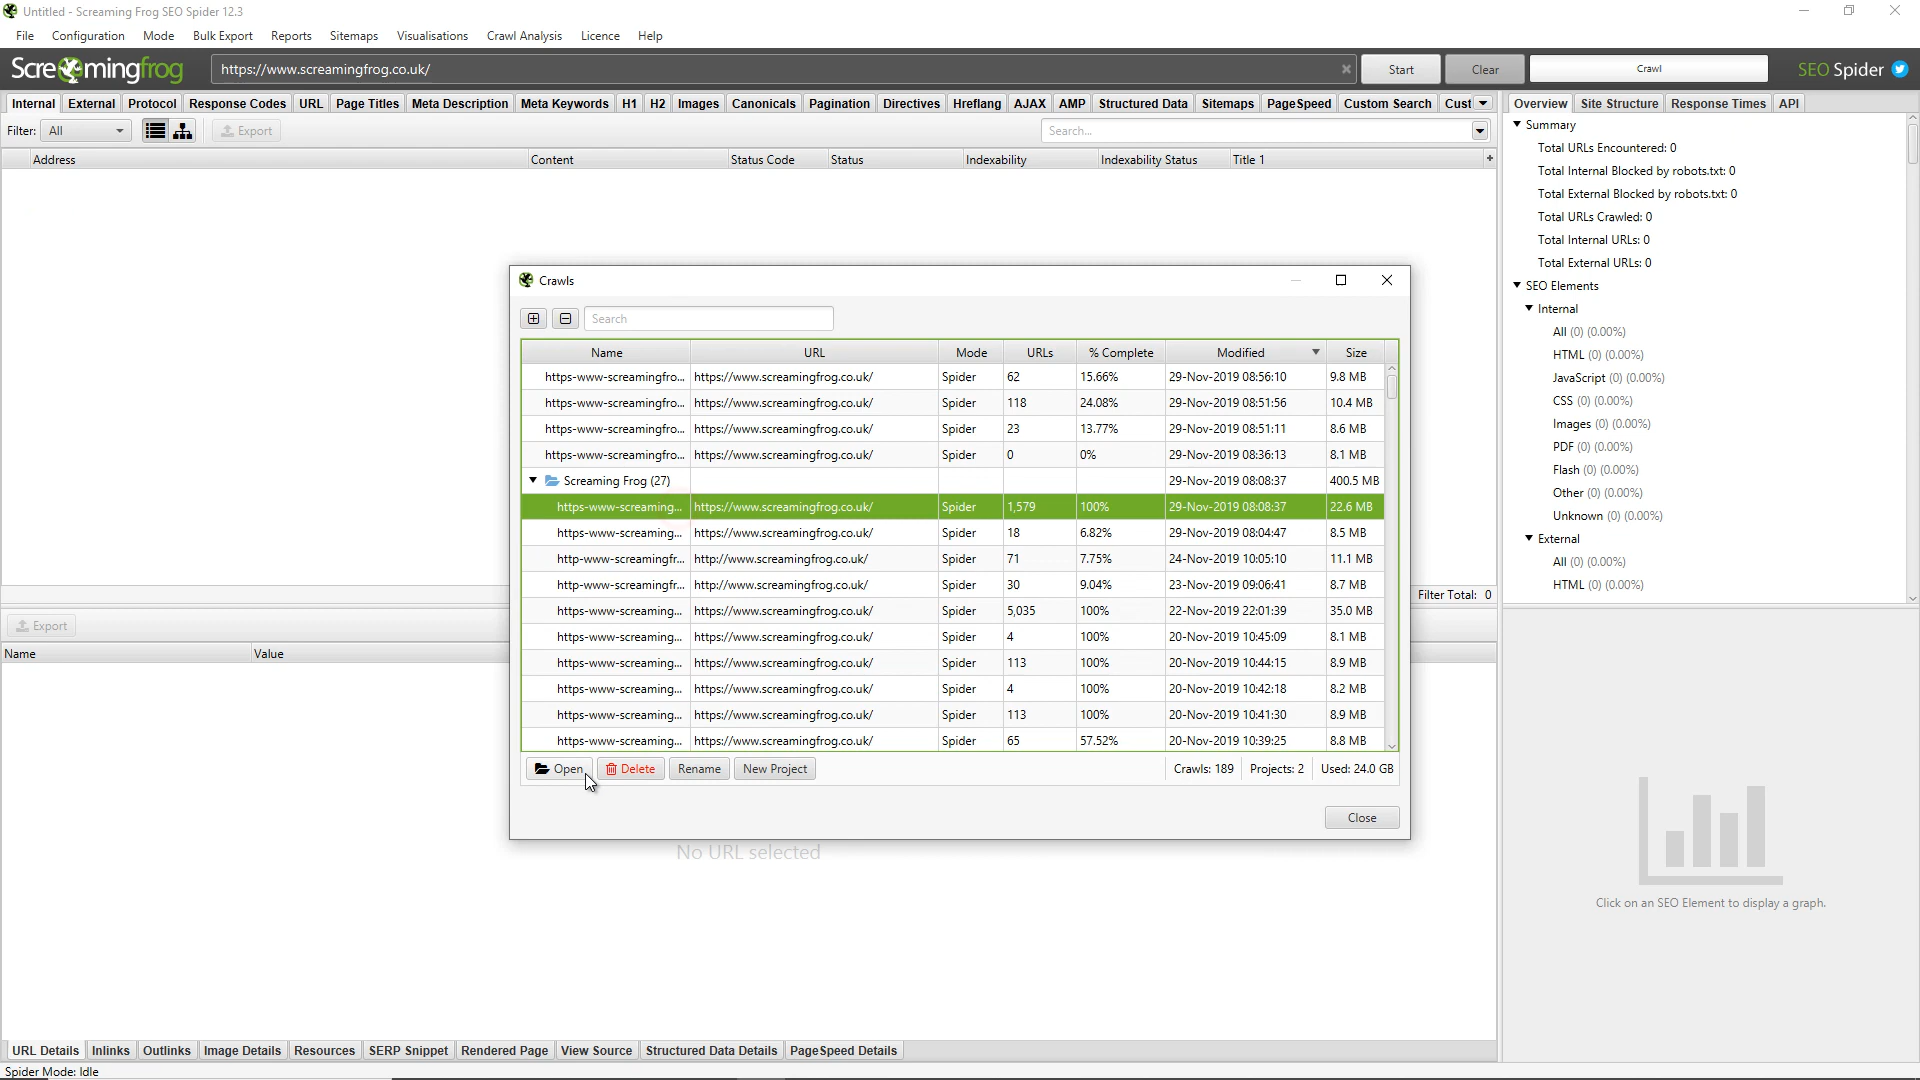 Untitled - Screaming Frog SEO Spider 12.3
File Configuration Mode Bulk Export Reports Sitemaps Visualisations Crawl Analysis Licence Help
Screamingfrog https://www.screamingfrog.co.uk/ Start Clear Crawl SEO Spider
Internal External Protocol Response Codes URL Page Titles Meta Description Meta Keywords H1 H2 Images Canonicals Pagination Directives Hreflang AJAX AMP Structured Data Sitemaps PageSpeed Custom Search Cust
Filter: All Export Search...
Address Content Status Code Status Indexability Indexability Status Title 1 +
Overview Site Structure Response Times API
Summary
Total URLs Encountered: 0
Total Internal Blocked by robots.txt: 0
Total External Blocked by robots.txt: 0
Total URLs Crawled: 0
Total Internal URLs: 0
Total External URLs: 0
SEO Elements
Internal
All (0) (0.00%)
HTML (0) (0.00%)
JavaScript (0) (0.00%)
CSS (0) (0.00%)
Images (0) (0.00%)
PDF (0) (0.00%)
Flash (0) (0.00%)
Other (0) (0.00%)
Unknown (0) (0.00%)
External
All (0) (0.00%)
HTML (0) (0.00%)
Crawls
Search
Name URL Mode URLs % Complete Modified Size
https-www-screamingfro... https://www.screamingfrog.co.uk/ Spider 62 15.66% 29-Nov-2019 08:56:10 9.8 MB
https-www-screamingfro... https://www.screamingfrog.co.uk/ Spider 118 24.08% 29-Nov-2019 08:51:56 10.4 MB
https-www-screamingfro... https://www.screamingfrog.co.uk/ Spider 23 13.77% 29-Nov-2019 08:51:11 8.6 MB
https-www-screamingfro... https://www.screamingfrog.co.uk/ Spider 0 0% 29-Nov-2019 08:36:13 8.1 MB
Screaming Frog (27) 29-Nov-2019 08:08:37 400.5 MB
https-www-screaming... https://www.screamingfrog.co.uk/ Spider 1,579 100% 29-Nov-2019 08:08:37 22.6 MB
https-www-screaming... https://www.screamingfrog.co.uk/ Spider 18 6.82% 29-Nov-2019 08:04:47 8.5 MB
http-www-screamingfr... http://www.screamingfrog.co.uk/ Spider 71 7.75% 24-Nov-2019 10:05:10 11.1 MB
http-www-screamingfr... http://www.screamingfrog.co.uk/ Spider 30 9.04% 23-Nov-2019 09:06:41 8.7 MB
https-www-screaming... https://www.screamingfrog.co.uk/ Spider 5,035 100% 22-Nov-2019 22:01:39 35.0 MB
https-www-screaming... https://www.screamingfrog.co.uk/ Spider 4 100% 20-Nov-2019 10:45:09 8.1 MB
https-www-screaming... https://www.screamingfrog.co.uk/ Spider 113 100% 20-Nov-2019 10:44:15 8.9 MB
https-www-screaming... https://www.screamingfrog.co.uk/ Spider 4 100% 20-Nov-2019 10:42:18 8.2 MB
https-www-screaming... https://www.screamingfrog.co.uk/ Spider 113 100% 20-Nov-2019 10:41:30 8.9 MB
https-www-screaming... https://www.screamingfrog.co.uk/ Spider 65 57.52% 20-Nov-2019 10:39:25 8.8 MB
Open Delete Rename New Project Crawls: 189 Projects: 2 Used: 24.0 GB
Close
Filter Total: 0
Export
Name Value
No URL selected
Click on an SEO Element to display a graph.
URL Details Inlinks Outlinks Image Details Resources SERP Snippet Rendered Page View Source Structured Data Details PageSpeed Details
Spider Mode: Idle